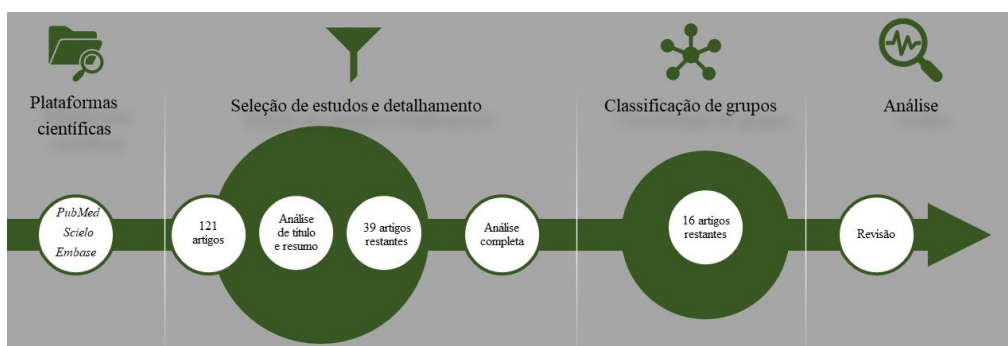 Plataformas
científicas
Seleção de estudos e detalhamento
Classificação de grupos
Análise
PubMed
Scielo
Embase
121
artigos
Análise
de titulo
e resumo
39 artigos
restantes
Análise
completa
16 artigos
restantes
Revisão